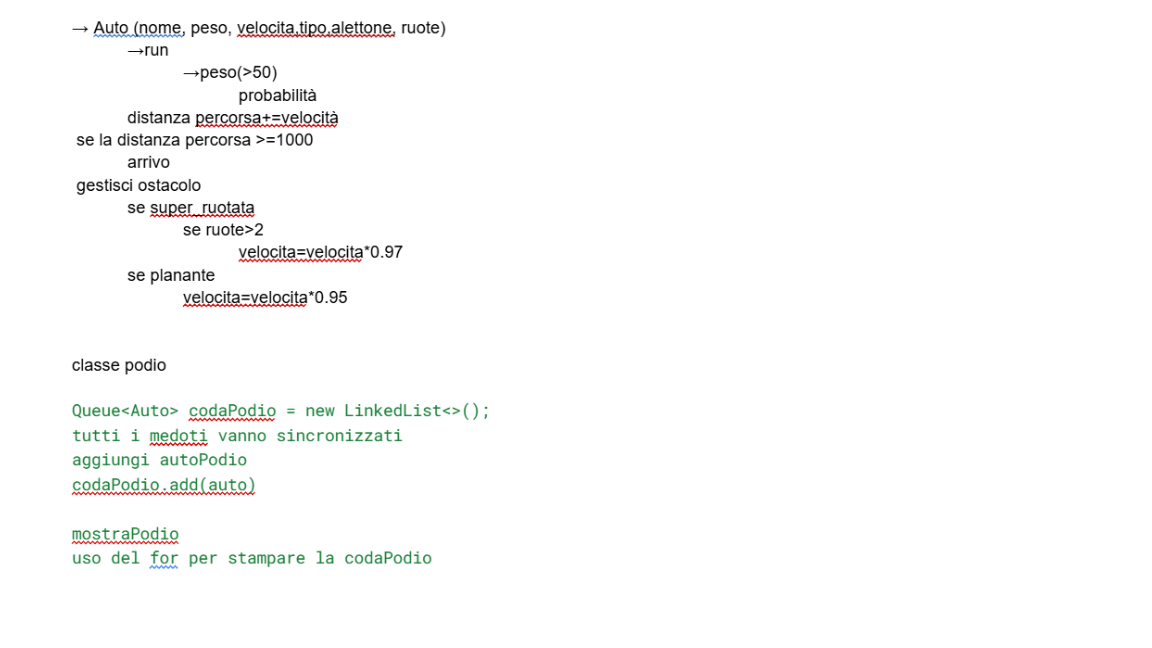 → Auto (nome, peso, velocita,tipo,alettone, ruote)
→run
→peso(>50)
probabilità
distanza percorsa+=velocità
se la distanza percorsa >=1000
arrivo
gestisci ostacolo
se super_ruotata
se ruote>2
velocita=velocita*0.97
se planante
velocita=velocita*0.95
classe podio
Queue<Auto> codaPodio = new LinkedList<>();
tutti i medoti vanno sincronizzati
aggiungi autoPodio
codaPodio.add(auto)
mostraPodio
uso del for per stampare la codaPodio